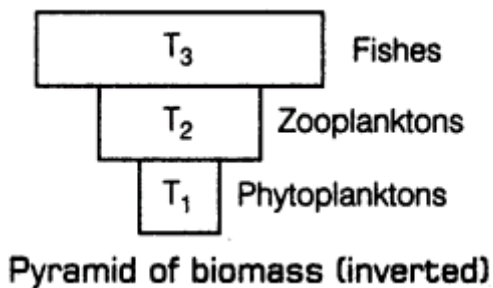 T₃ Fishes
T₂ Zooplanktons
T₁ Phytoplanktons
Pyramid of biomass (inverted)